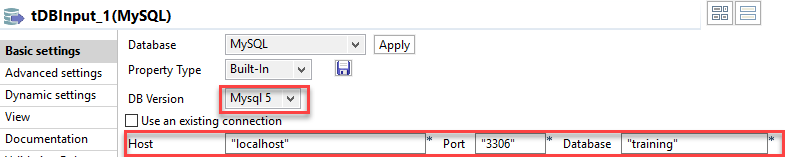 tDBInput_1(MySQL)
Basic settings
Advanced settings
Dynamic settings
View
Documentation
Database MySQL Apply
Property Type Built-In
DB Version Mysql 5
Use an existing connection
Host "localhost" * Port "3306" * Database "training" *